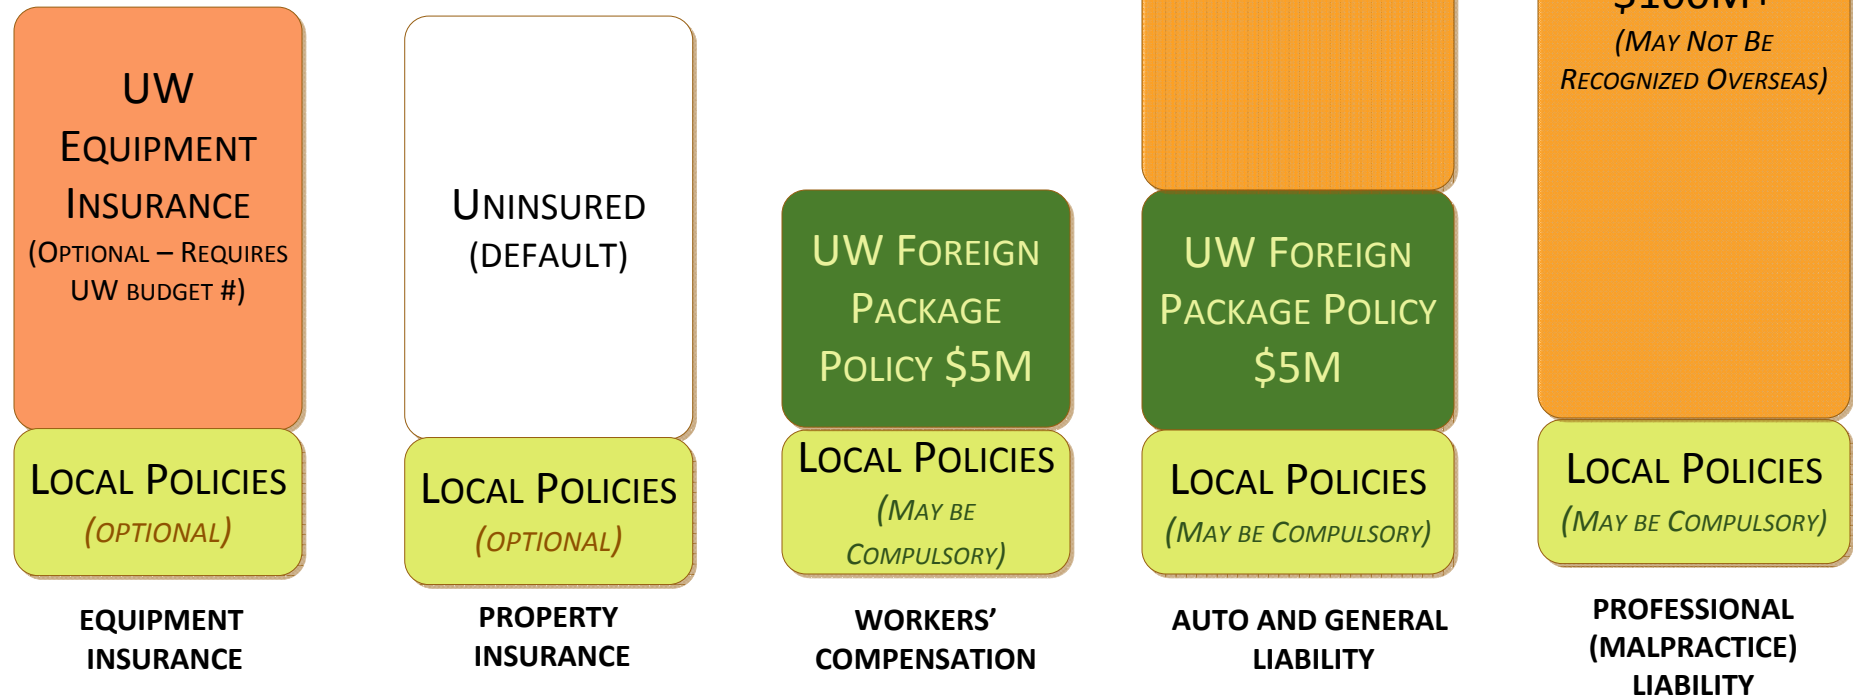 UW
EQUIPMENT
INSURANCE
(OPTIONAL – REQUIRES
UW BUDGET #)
LOCAL POLICIES
(OPTIONAL)
EQUIPMENT
INSURANCE
UNINSURED
(DEFAULT)
LOCAL POLICIES
(OPTIONAL)
PROPERTY
INSURANCE
UW FOREIGN
PACKAGE
POLICY $5M
LOCAL POLICIES
(MAY BE
COMPULSORY)
WORKERS’
COMPENSATION
UW FOREIGN
PACKAGE POLICY
$5M
LOCAL POLICIES
(MAY BE COMPULSORY)
AUTO AND GENERAL
LIABILITY
$100M+
(MAY NOT BE
RECOGNIZED OVERSEAS)
LOCAL POLICIES
(MAY BE COMPULSORY)
PROFESSIONAL
(MALPRACTICE)
LIABILITY